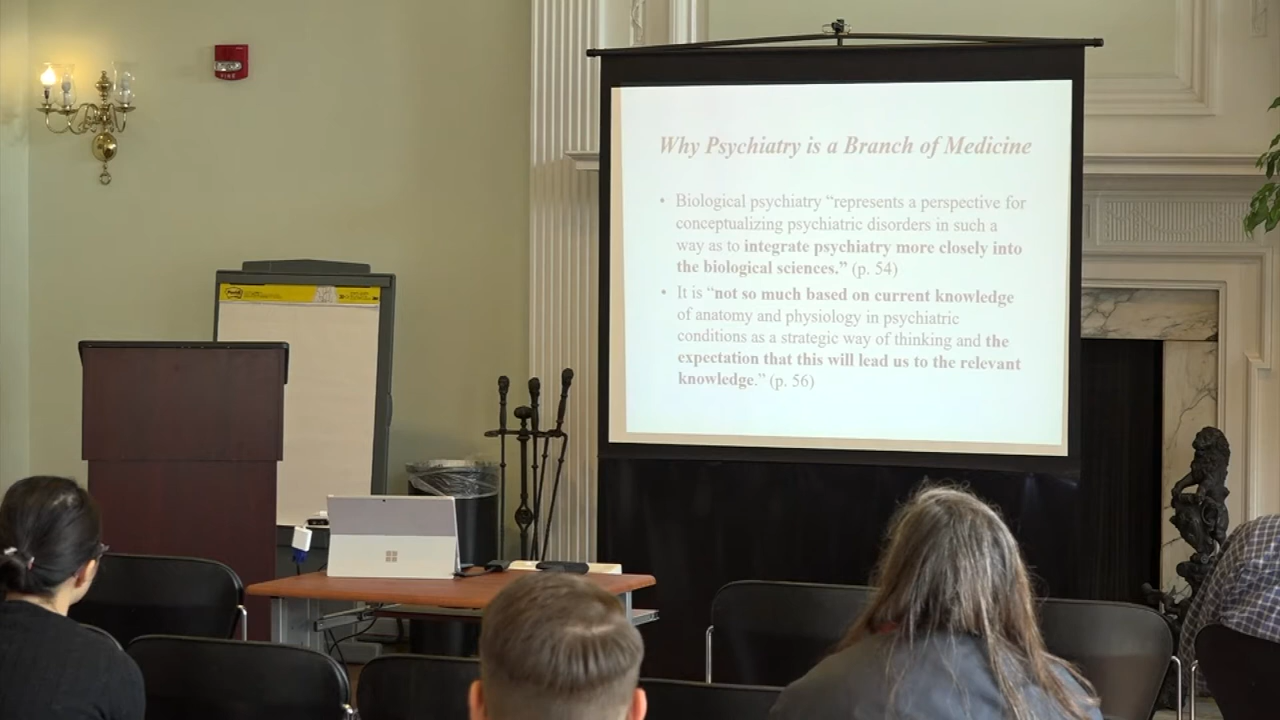 FIRE
Post-it
Why Psychiatry is a Branch of Medicine
• Biological psychiatry “represents a perspective for
conceptualizing psychiatric disorders in such a
way as to integrate psychiatry more closely into
the biological sciences.” (p. 54)
• It is “not so much based on current knowledge
of anatomy and physiology in psychiatric
conditions as a strategic way of thinking and the
expectation that this will lead us to the relevant
knowledge.” (p. 56)